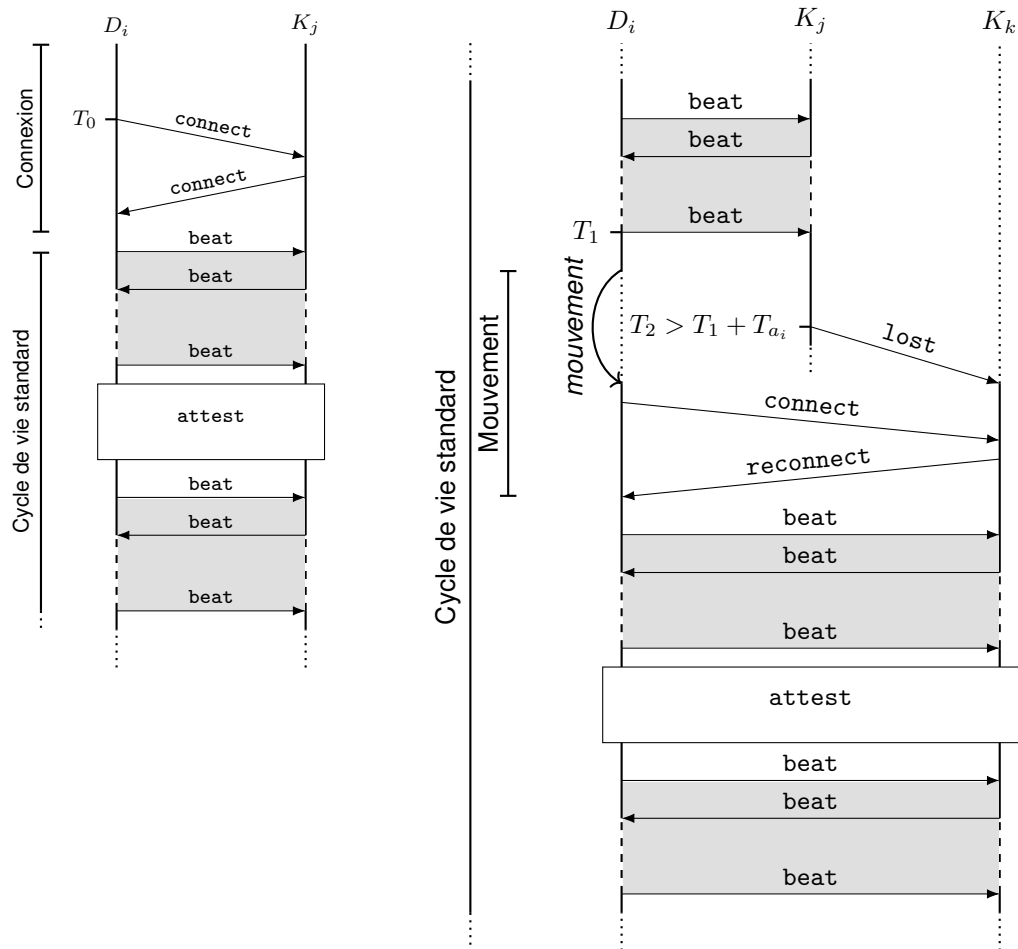 D_i
K_j
Connexion
T_0
connect
connect
Cycle de vie standard
beat
beat
beat
attest
beat
beat
beat
D_i
K_j
K_k
Cycle de vie standard
beat
beat
beat
T_1
Mouvement
mouvement
T_2 > T_1 + T_{a_i}
lost
connect
reconnect
beat
beat
beat
attest
beat
beat
beat